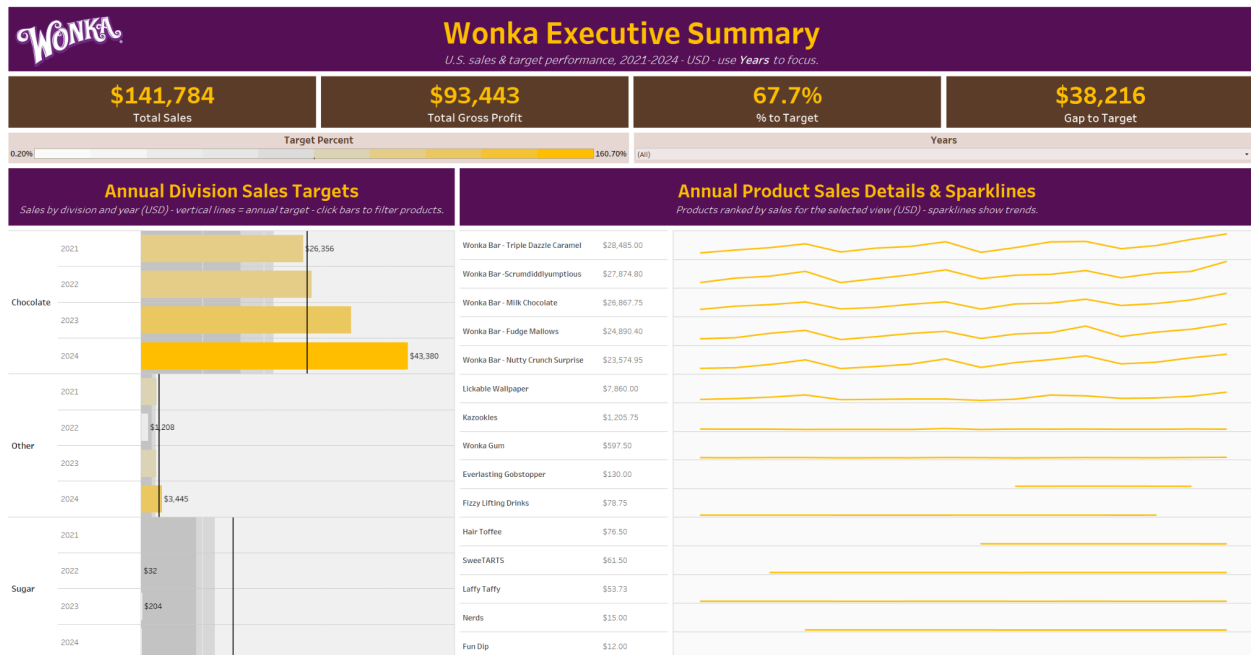 WONKA
Wonka Executive Summary
U.S. sales & target performance, 2021-2024 - USD - use Years to focus.
$141,784
Total Sales
$93,443
Total Gross Profit
67.7%
% to Target
$38,216
Gap to Target
Target Percent
0.20%
160.70%
Years
(All)
Annual Division Sales Targets
Sales by division and year (USD) - vertical lines = annual target - click bars to filter products.
Annual Product Sales Details & Sparklines
Products ranked by sales for the selected view (USD) - sparklines show trends.
Chocolate
2021
$26,356
2022
2023
2024
$43,380
Other
2021
2022
$1,208
2023
2024
$3,445
Sugar
2021
2022
$32
2023
$204
2024
Wonka Bar - Triple Dazzle Caramel $28,485.00
Wonka Bar -Scrumdiddlyumptious $27,874.80
Wonka Bar - Milk Chocolate $26,867.75
Wonka Bar - Fudge Mallows $24,890.40
Wonka Bar - Nutty Crunch Surprise $23,574.95
Lickable Wallpaper $7,860.00
Kazookles $1,205.75
Wonka Gum $597.50
Everlasting Gobstopper $130.00
Fizzy Lifting Drinks $78.75
Hair Toffee $76.50
SweeTARTS $61.50
Laffy Taffy $53.73
Nerds $15.00
Fun Dip $12.00